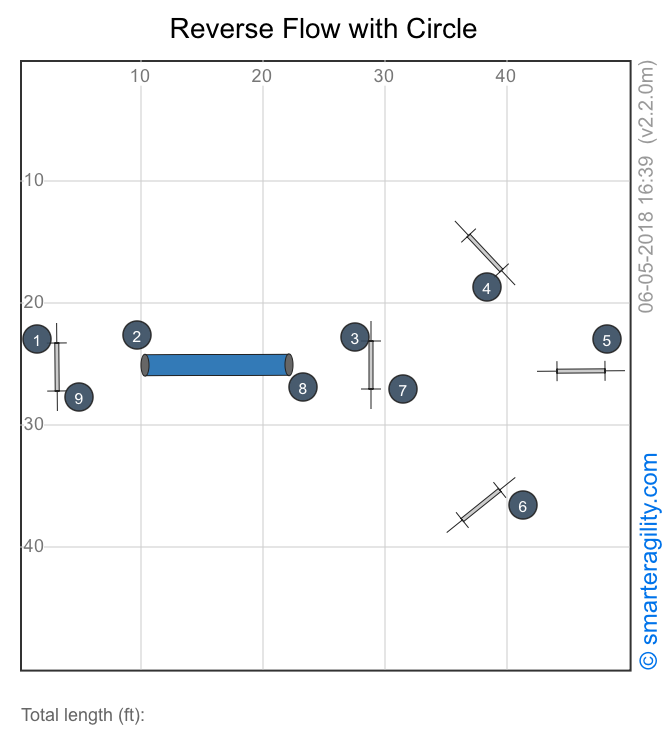 Reverse Flow with Circle
10 20 30 40
10
20
30
40
4
1 2 3 5
9 8 7
6
06-05-2018 16:39 (v2.2.0m)
© smarteragility.com
Total length (ft):